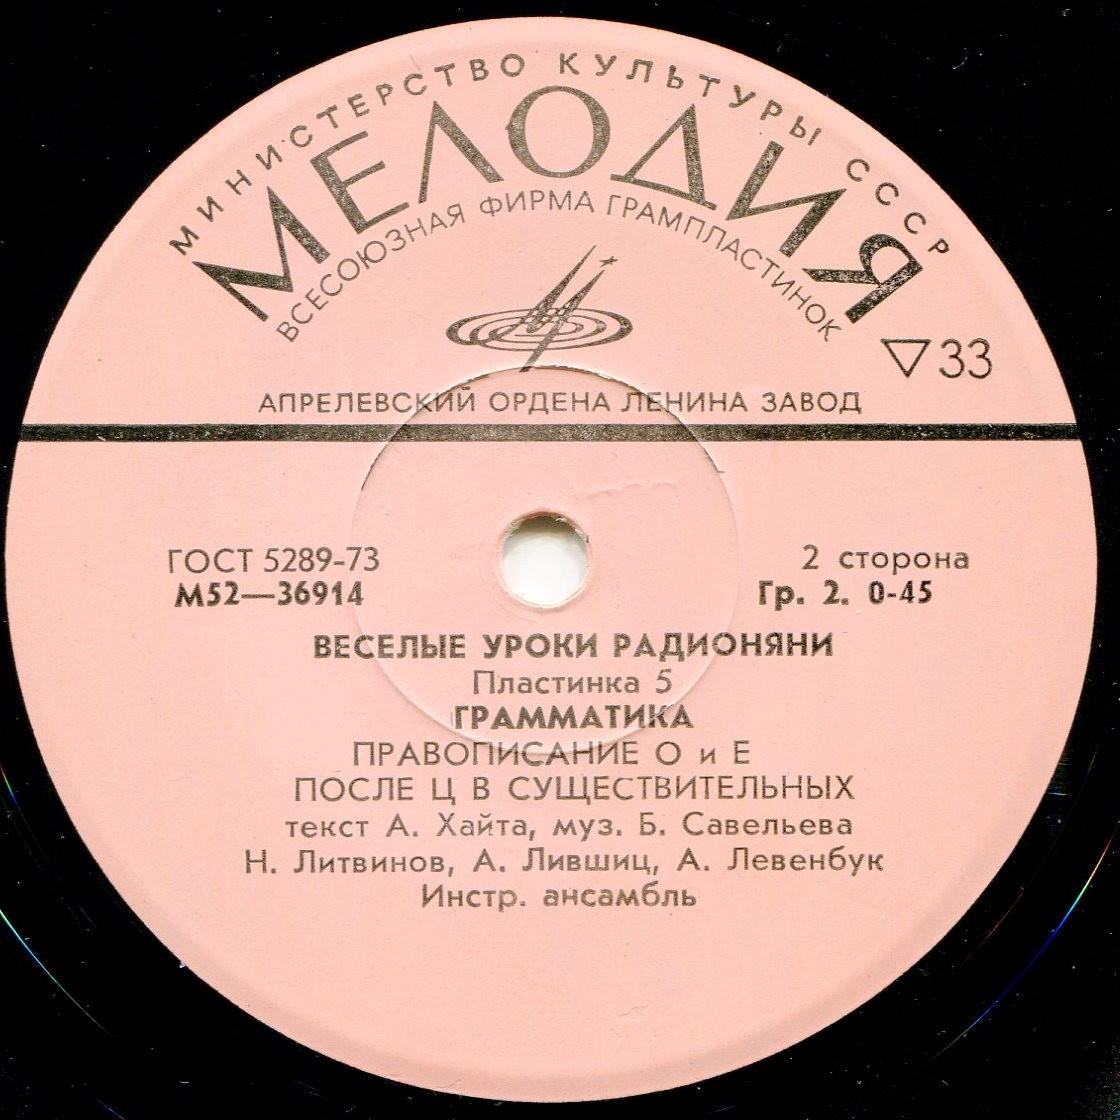 МИНИСТЕРСТВО КУЛЬТУРЫ СССР
МЕЛОДИЯ
ВСЕСОЮЗНАЯ ФИРМА ГРАМПЛАСТИНОК
▽33
АПРЕЛЕВСКИЙ ОРДЕНА ЛЕНИНА ЗАВОД
ГОСТ 5289-73
2 сторона
М52—36914
Гр. 2. 0-45
ВЕСЕЛЫЕ УРОКИ РАДИОНЯНИ
Пластинка 5
ГРАММАТИКА
ПРАВОПИСАНИЕ О и Е
ПОСЛЕ Ц В СУЩЕСТВИТЕЛЬНЫХ
текст А. Хайта, муз. Б. Савельева
Н. Литвинов, А. Лившиц, А. Левенбук
Инстр. ансамбль